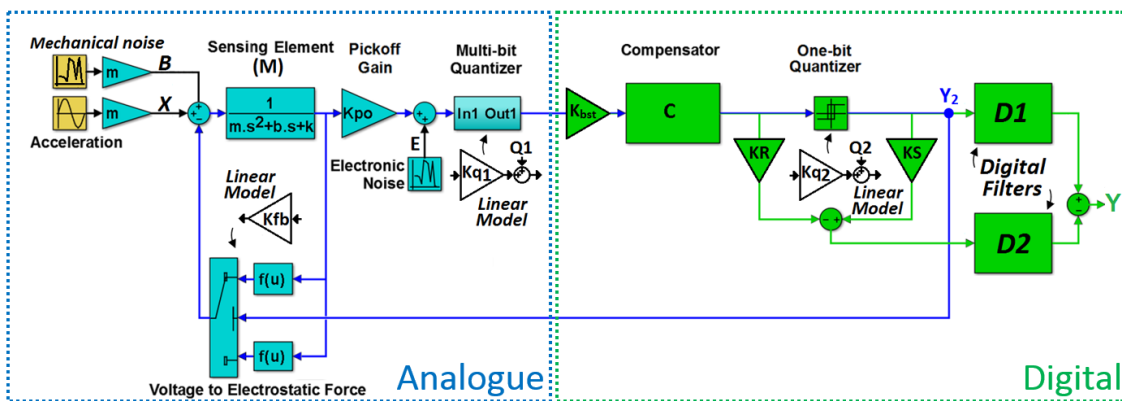 Mechanical noise
B
m
Acceleration
X
m
Sensing Element
(M)
1
m.s²+b.s+k
Pickoff
Gain
Kpo
E
Electronic
Noise
Multi-bit
Quantizer
In1 Out1
Kq1
Q1
Linear
Model
Linear
Model
Kfb
f(u)
f(u)
Voltage to Electrostatic Force
Analogue
Kbst
Compensator
C
One-bit
Quantizer
KR
KS
Kq2
Q2
Linear
Model
Y2
D1
Digital
Filters
D2
Y
Digital